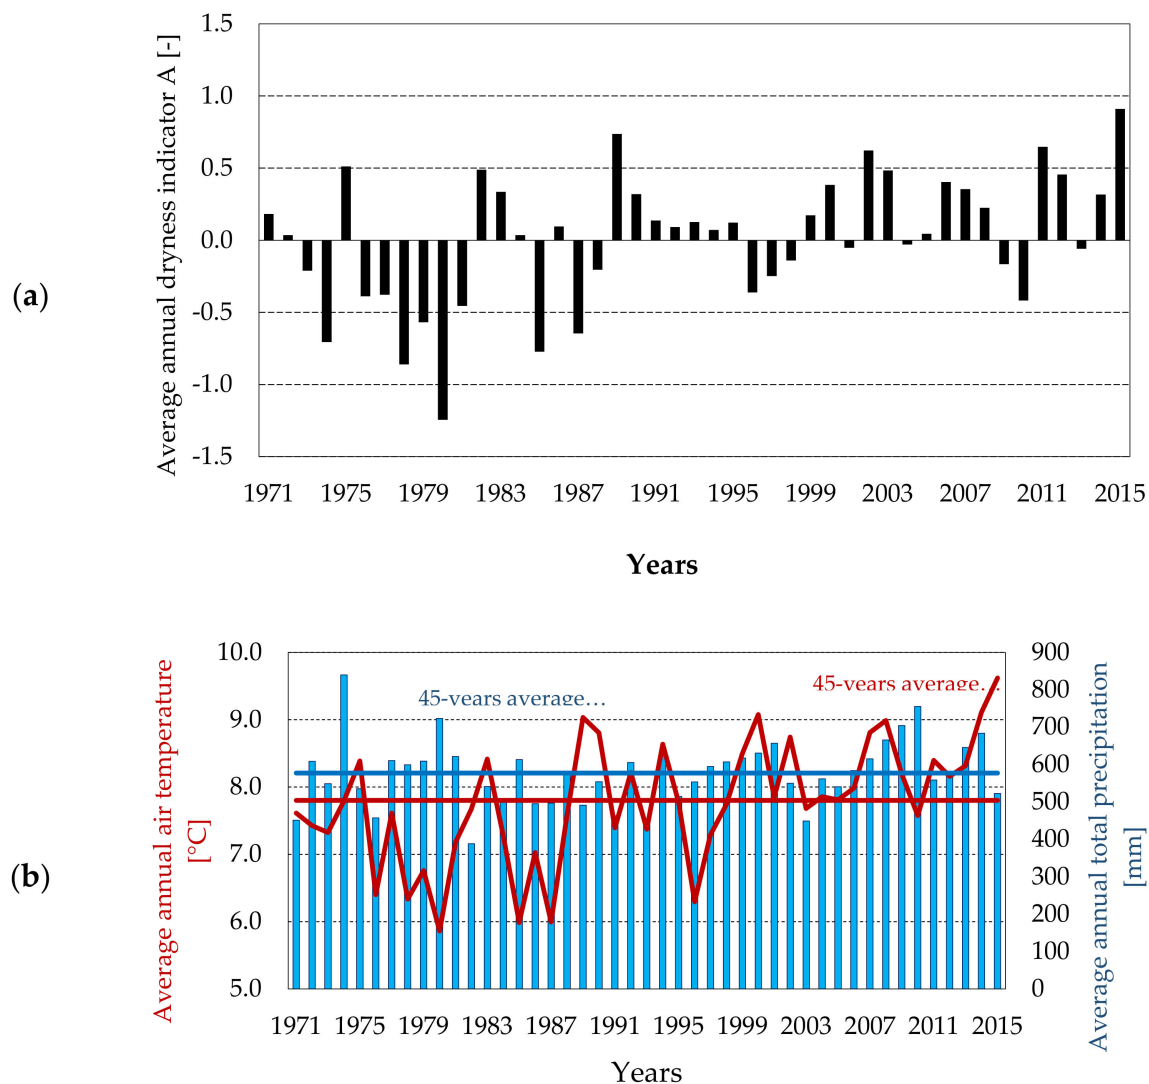 Average annual dryness indicator A [-]
1.5
1.0
0.5
0.0
-0.5
-1.0
-1.5
(a)
1971 1975 1979 1983 1987 1991 1995 1999 2003 2007 2011 2015
Years
Average annual air temperature
[°C]
10.0
9.0
8.0
7.0
6.0
5.0
(b)
45-years average…
45-years average…
900
800
700
600
500
400
300
200
100
0
Average annual total precipitation
[mm]
1971 1975 1979 1983 1987 1991 1995 1999 2003 2007 2011 2015
Years